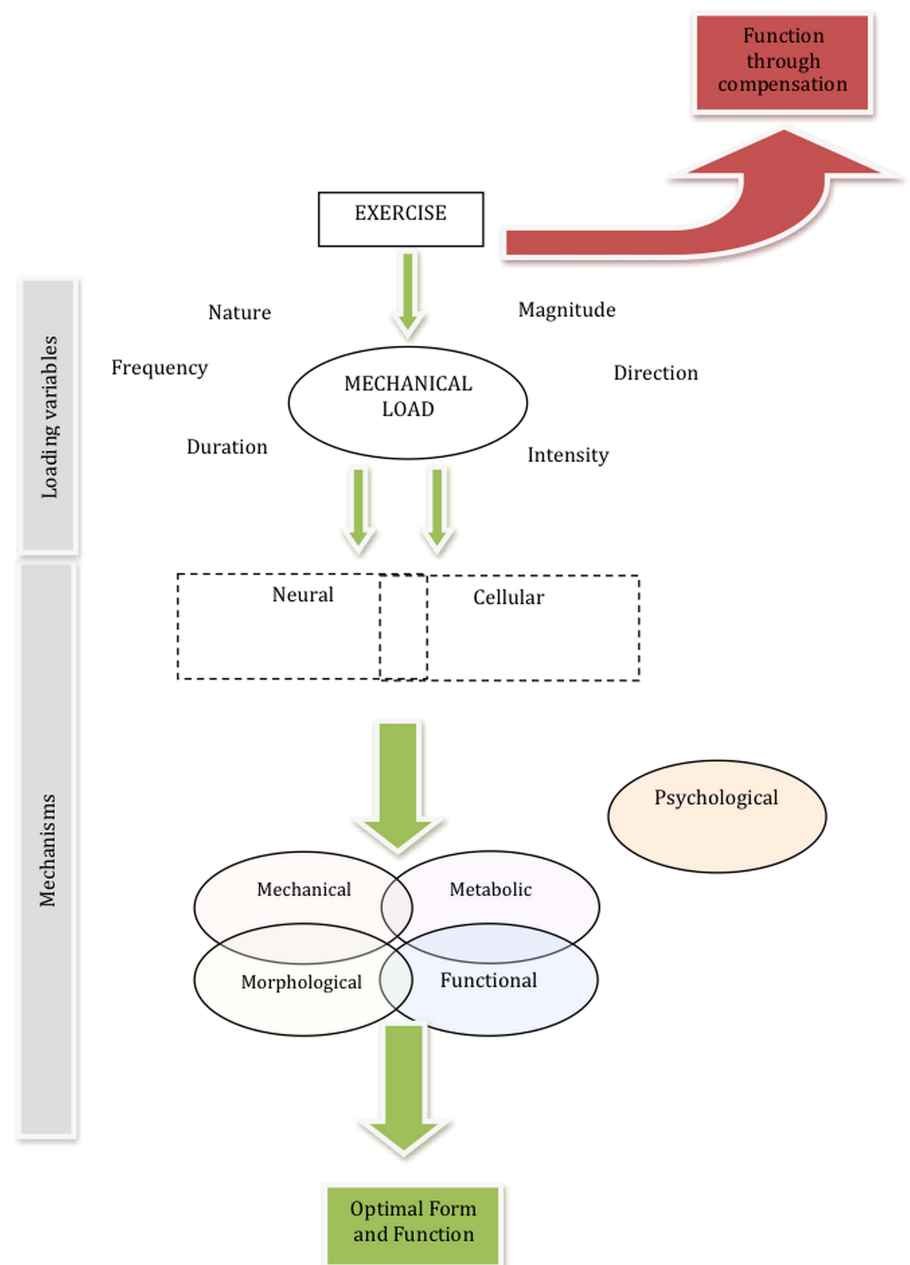 Function
through
compensation
EXERCISE
Nature
Magnitude
Frequency
Direction
MECHANICAL
LOAD
Duration
Intensity
Loading variables
Neural
Cellular
Psychological
Mechanical
Metabolic
Morphological
Functional
Mechanisms
Optimal Form
and Function